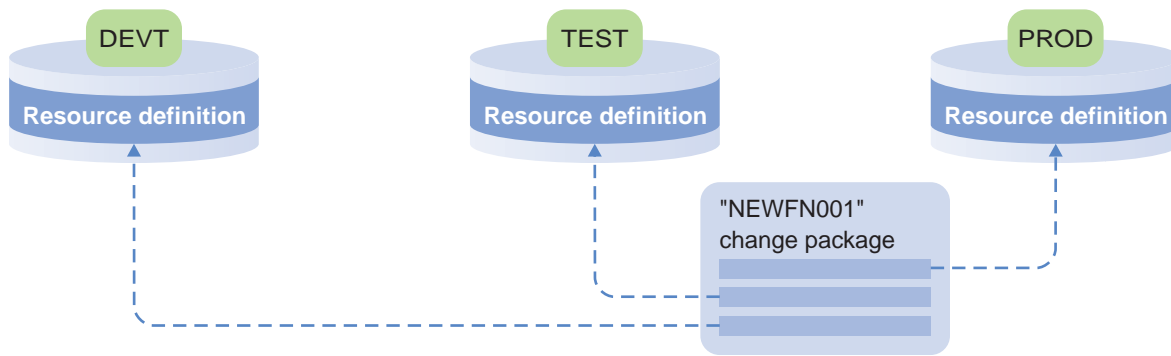 DEVT
TEST
PROD
Resource definition
Resource definition
Resource definition
"NEWFN001"
change package